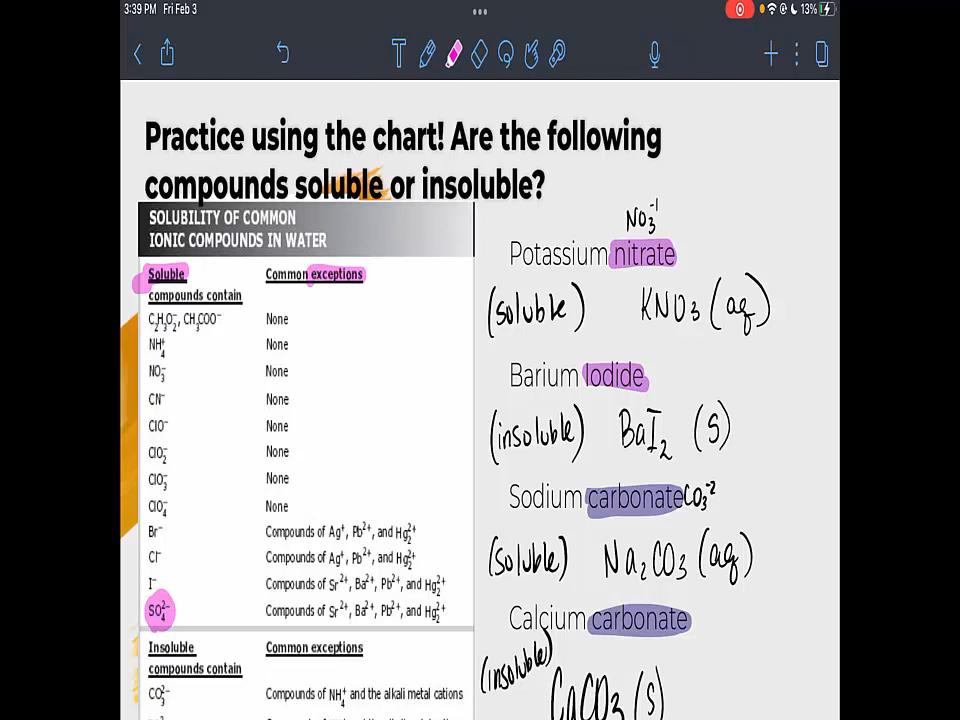 3:39 PM Fri Feb 3
13%
Practice using the chart! Are the following
compounds soluble or insoluble?
SOLUBILITY OF COMMON
IONIC COMPOUNDS IN WATER
Soluble Common exceptions
compounds contain
C₂H₃O₂⁻, CH₃COO⁻ None
NH₄⁺ None
NO₃⁻ None
CN⁻ None
ClO⁻ None
ClO₂⁻ None
ClO₃⁻ None
ClO₄⁻ None
Br⁻ Compounds of Ag⁺, Pb²⁺, and Hg₂²⁺
Cl⁻ Compounds of Ag⁺, Pb²⁺, and Hg₂²⁺
I⁻ Compounds of Sr²⁺, Ba²⁺, Pb²⁺, and Hg₂²⁺
SO₄²⁻ Compounds of Sr²⁺, Ba²⁺, Pb²⁺, and Hg₂²⁺
Insoluble Common exceptions
compounds contain
CO₃²⁻ Compounds of NH₄⁺ and the alkali metal cations
NO₃⁻¹
Potassium nitrate
(soluble) KNO₃ (aq)
Barium Iodide
(insoluble) BaI₂ (s)
Sodium carbonate CO₃⁻²
(soluble) Na₂CO₃ (aq)
Calcium carbonate
(insoluble)
CaCO₃ (s)